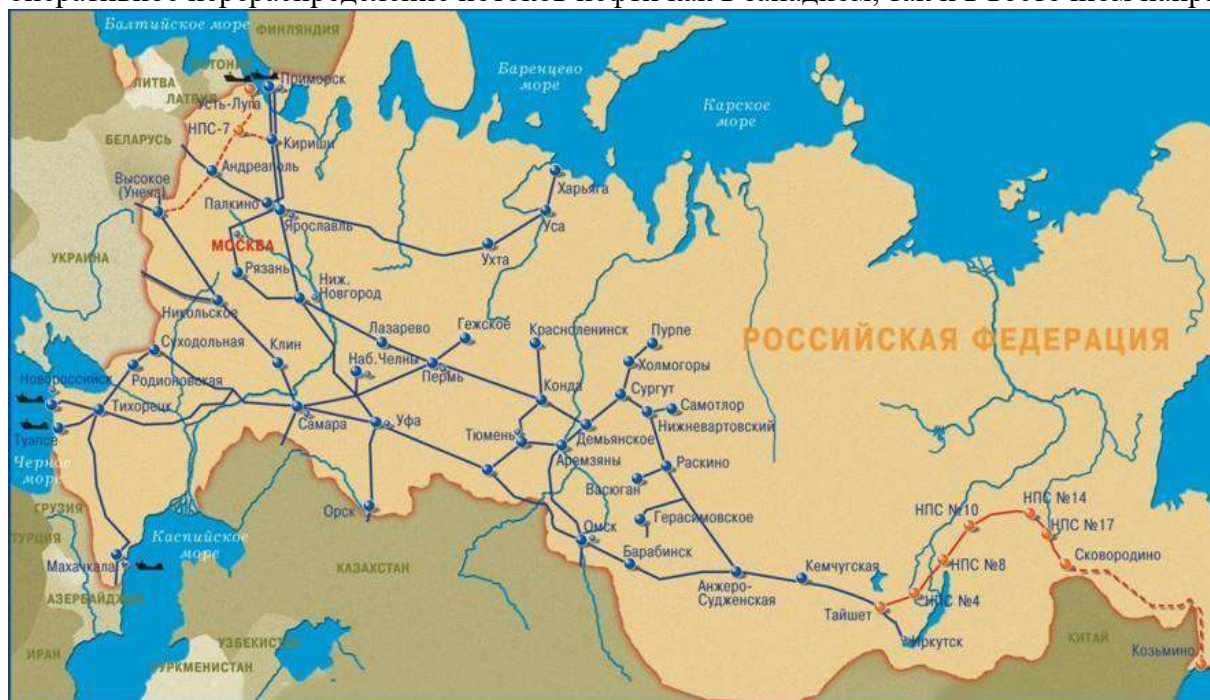 Балтийское море
ФИНЛЯНДИЯ
ЭСТОНИЯ
ЛИТВА
ЛАТВИЯ
Приморск
Усть-Луга
НПС-7
Кириши
БЕЛАРУСЬ
Андреаполь
Высокое
(Унеча)
Палкино
Ярославль
МОСКВА
Рязань
УКРАИНА
Баренцево
море
Карское
море
Харьяга
Уса
Ухта
Ниж.
Новгород
Никольское
Лазарево
Гежское
Красноленинск
Пурпе
РОССИЙСКАЯ ФЕДЕРАЦИЯ
Суходольная
Клин
Наб.Челны
Пермь
Холмогоры
Родионовская
Конда
Сургут
Новороссийск
Тихорецк
Самотлор
Нижневартовский
Самара
Уфа
Тюмень
Демьянское
Туапсе
Аремзяны
Раскино
Черное
море
Васюган
ГРУЗИЯ
Орск
Герасимовское
НПС №10
НПС №14
НПС №17
ТУРЦИЯ
Каспийское
море
Омск
Сковородино
Махачкала
КАЗАХСТАН
Барабинск
Кемчугская
НПС №8
Анжеро-
Судженская
АЗЕРБАЙДЖАН
Тайшет
НПС №4
ИРАН
УЗБЕКИСТАН
Иркутск
КИТАЙ
ТУРКМЕНИСТАН
Козьмино